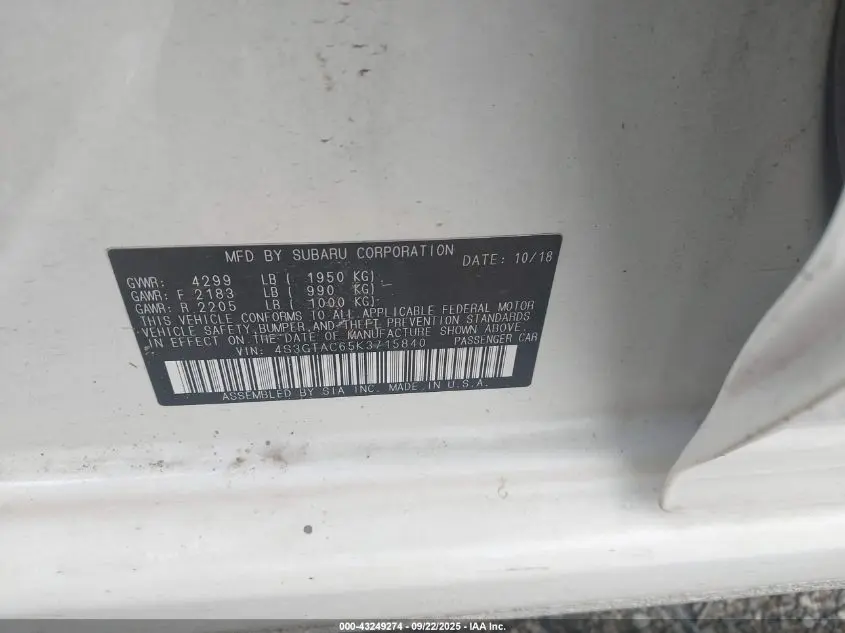 MFD BY SUBARU CORPORATION DATE: 10/18
GVWR: 4299 LB ( 1950 KG)
GAWR: F 2183 LB ( 990 KG)
GAWR: R 2205 LB ( 1000 KG)
THIS VEHICLE CONFORMS TO ALL APPLICABLE FEDERAL MOTOR
VEHICLE SAFETY, BUMPER, AND THEFT PREVENTION STANDARDS
IN EFFECT ON THE DATE OF MANUFACTURE SHOWN ABOVE.
VIN: 4S3GTAC65K3715840 PASSENGER CAR
ASSEMBLED BY SIA INC. MADE IN U.S.A.
000-43249274 - 09/22/2025 - IAA Inc.